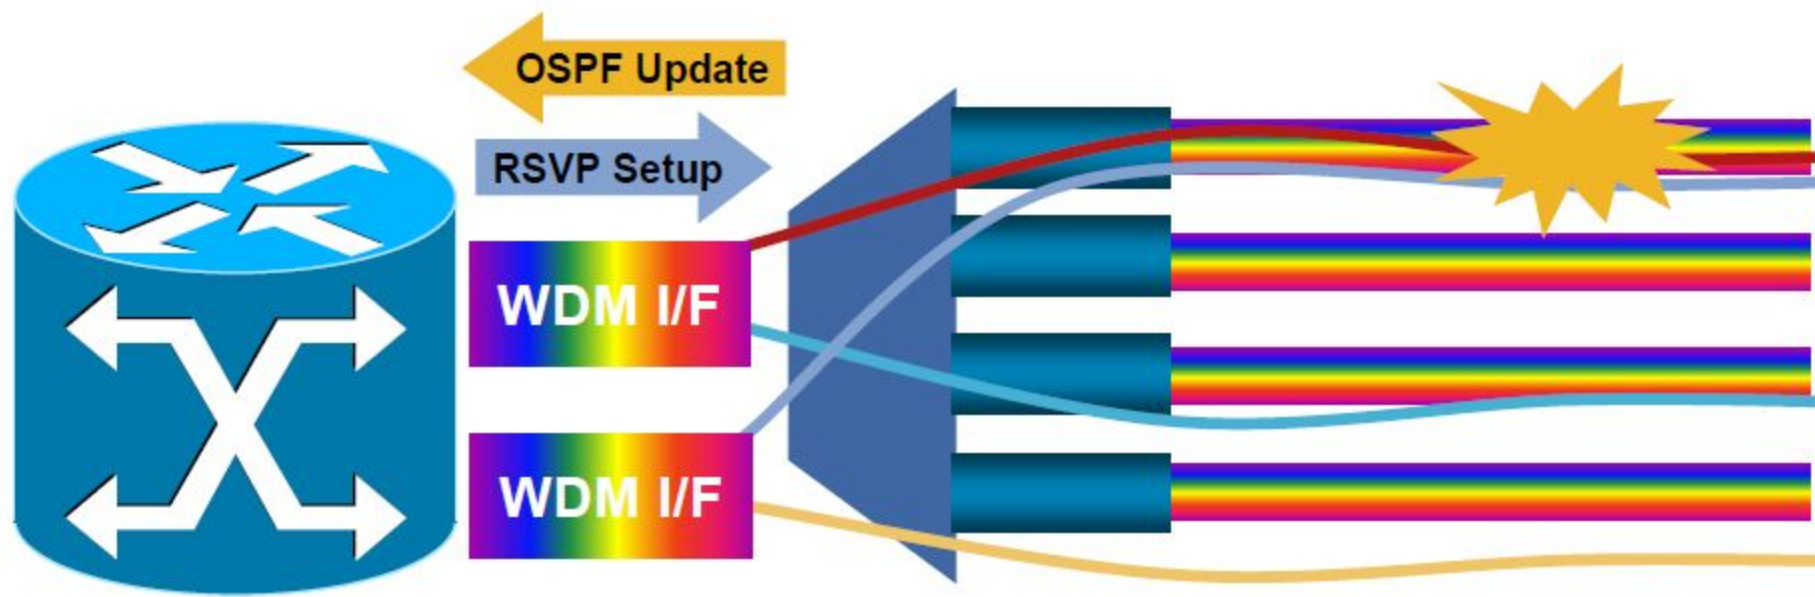 OSPF Update
RSVP Setup
WDM I/F
WDM I/F